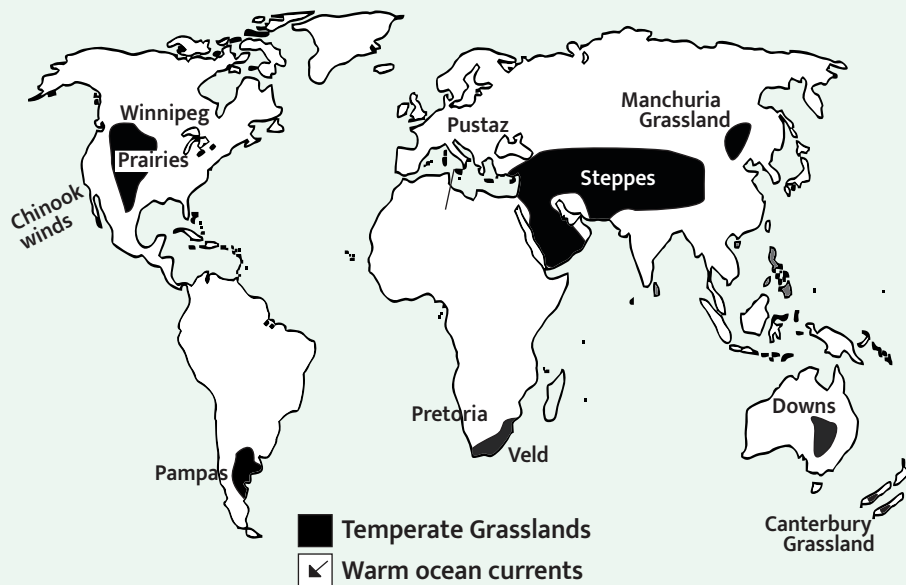 Winnipeg
Prairies
Chinook
winds
Pustaz
Manchuria
Grassland
Steppes
Pretoria
Veld
Pampas
Downs
Canterbury
Grassland
Temperate Grasslands
Warm ocean currents